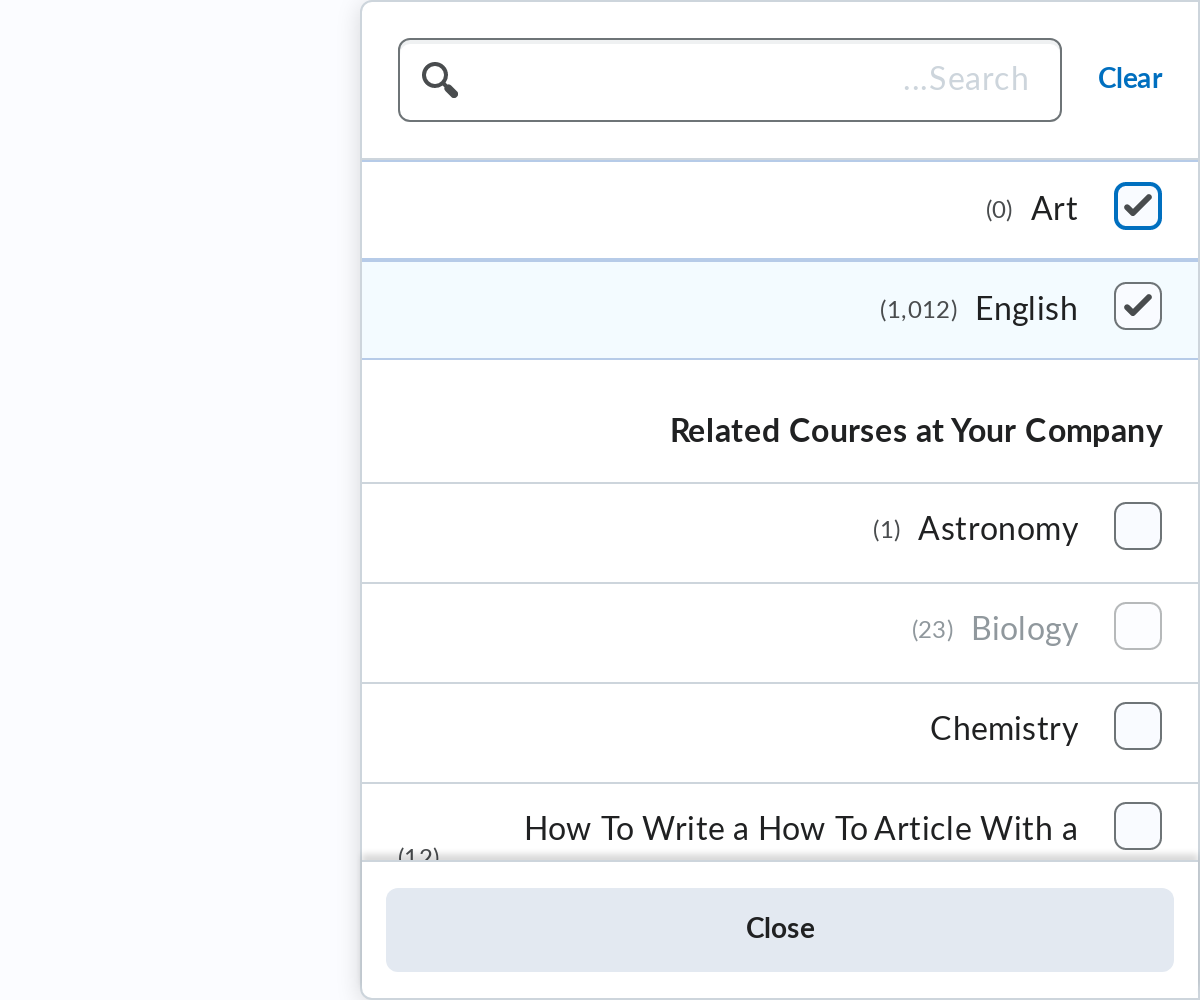 ...Search
Clear
Art (0)
English (1,012)
Related Courses at Your Company
Astronomy (1)
Biology (23)
Chemistry
How To Write a How To Article With a
(12)
Close